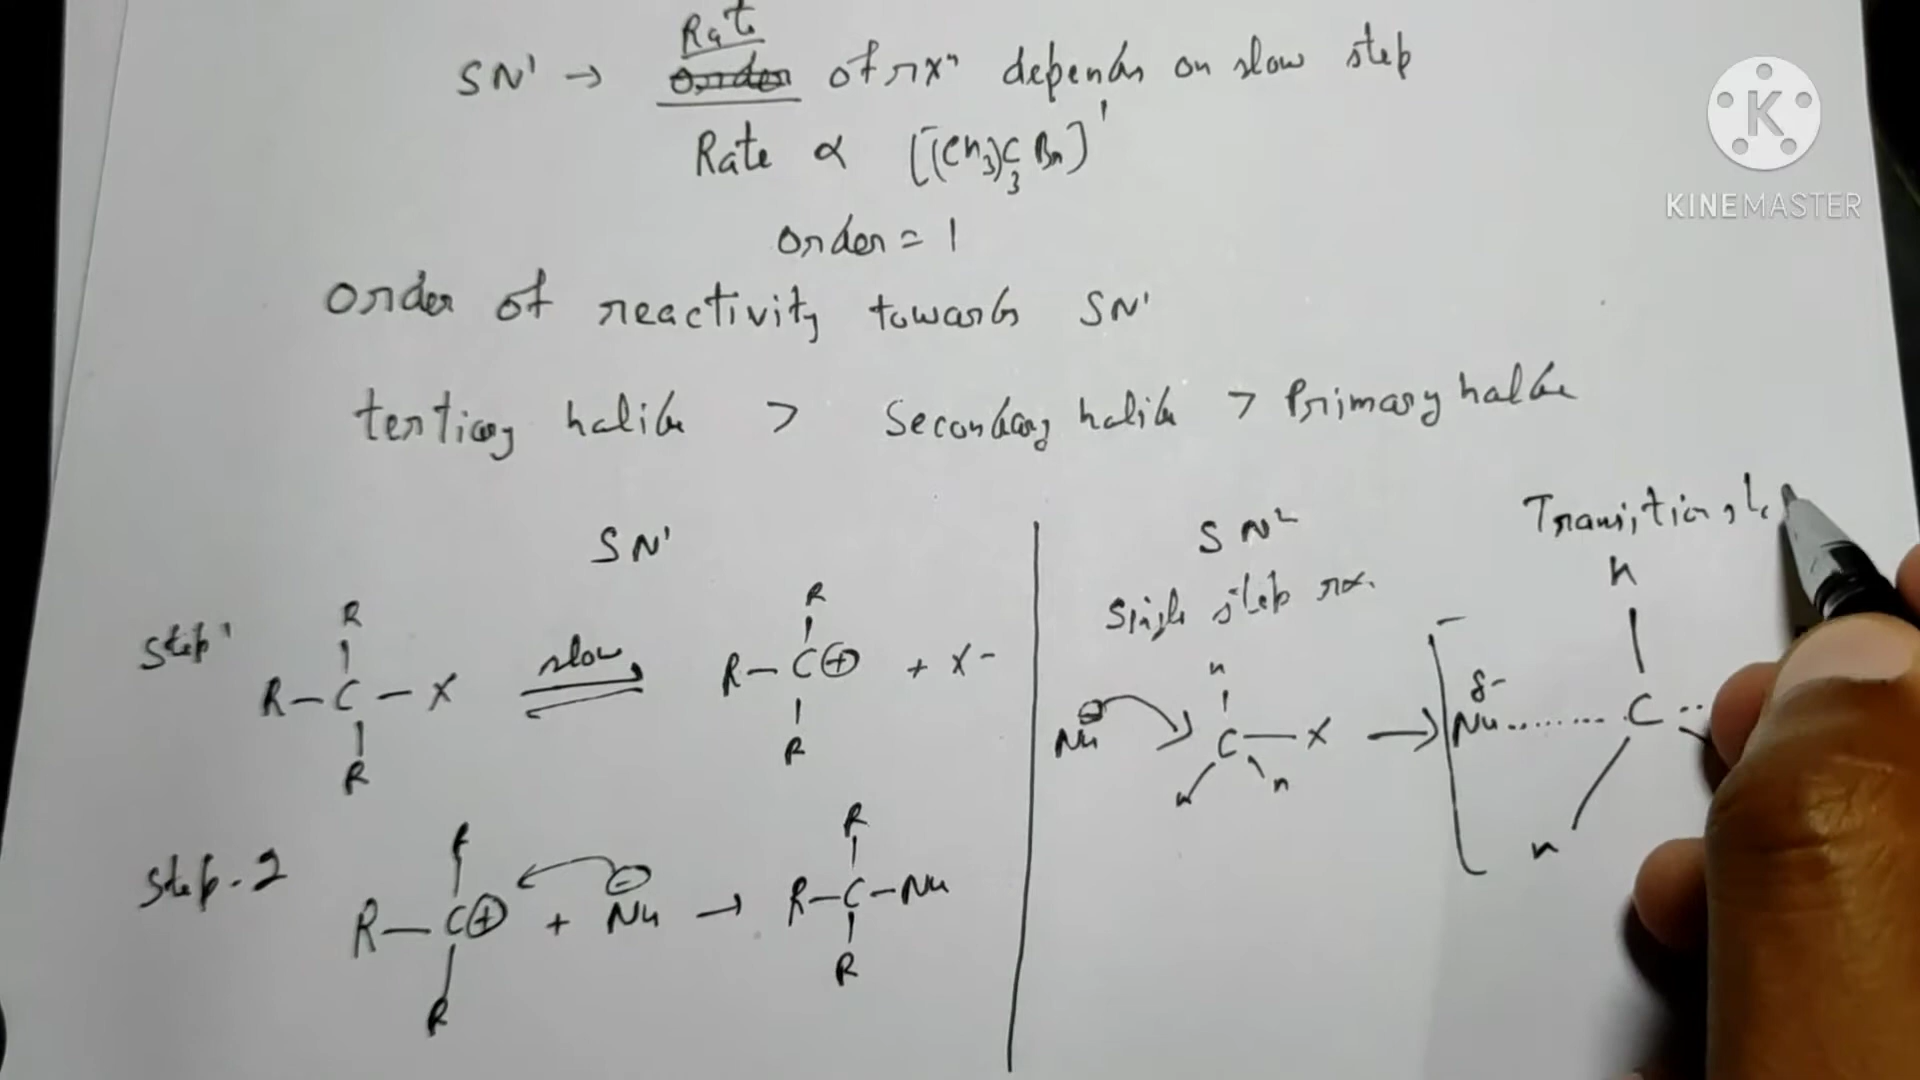 Rate
SN¹ → order of rxⁿ depends on slow step
Rate ∝ [(CH₃)₃C Br]¹
Order = 1
Order of reactivity towards SN¹
tertiary halide > Secondary halide > Primary halide
SN¹
SN²
Transition
Single step rx.
Step 1
R
R–C–X
R
slow
R
R–C⊕ + X-
R
H
Nu⊖ C–X →
H H
H
δ-
Nu........C..
H
Step-2
R
R–C⊕ + Nu⊖ →
R
R
R–C–Nu
R
K
KINEMASTER